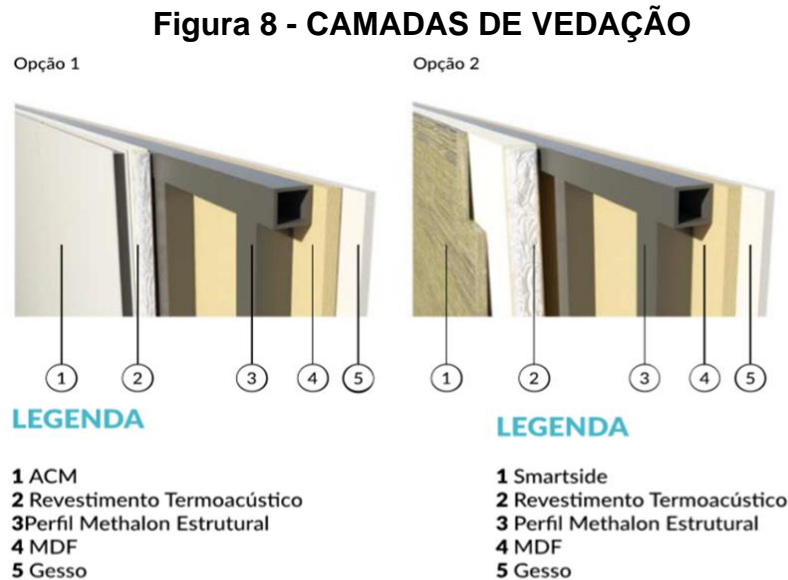 Figura 8 - CAMADAS DE VEDAÇÃO
Opção 1
1 2 3 4 5
LEGENDA
1 ACM
2 Revestimento Termoacústico
3Perfil Methalon Estrutural
4 MDF
5 Gesso
Opção 2
1 2 3 4 5
LEGENDA
1 Smartside
2 Revestimento Termoacústico
3 Perfil Methalon Estrutural
4 MDF
5 Gesso